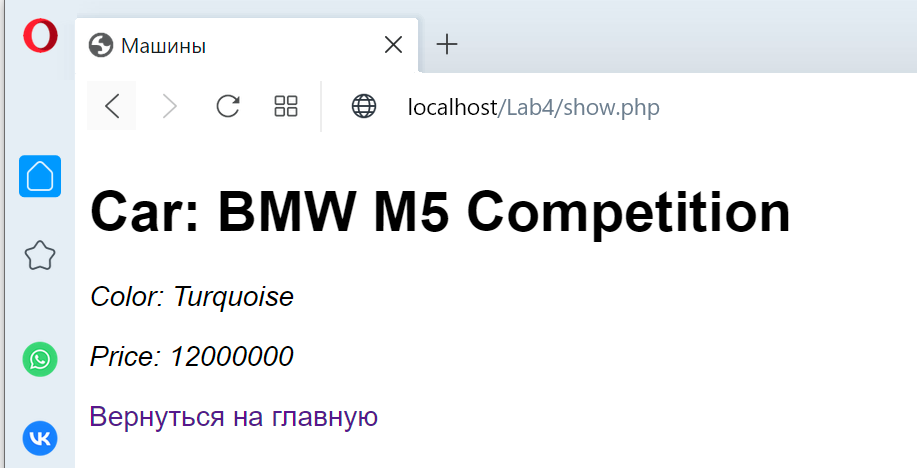 Машины
localhost/Lab4/show.php
Car: BMW M5 Competition
Color: Turquoise
Price: 12000000
Вернуться на главную